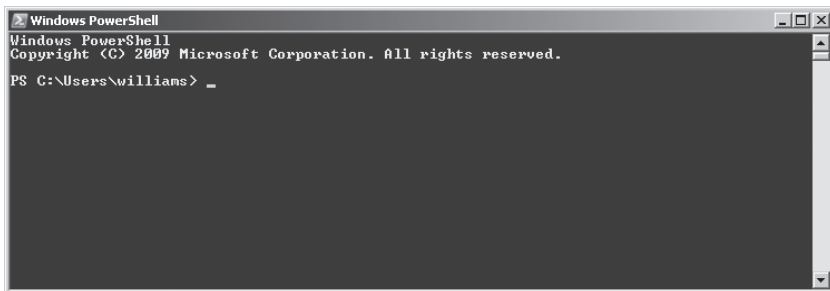 Windows PowerShell
Windows PowerShell
Copyright (C) 2009 Microsoft Corporation. All rights reserved.
PS C:\Users\williams> _